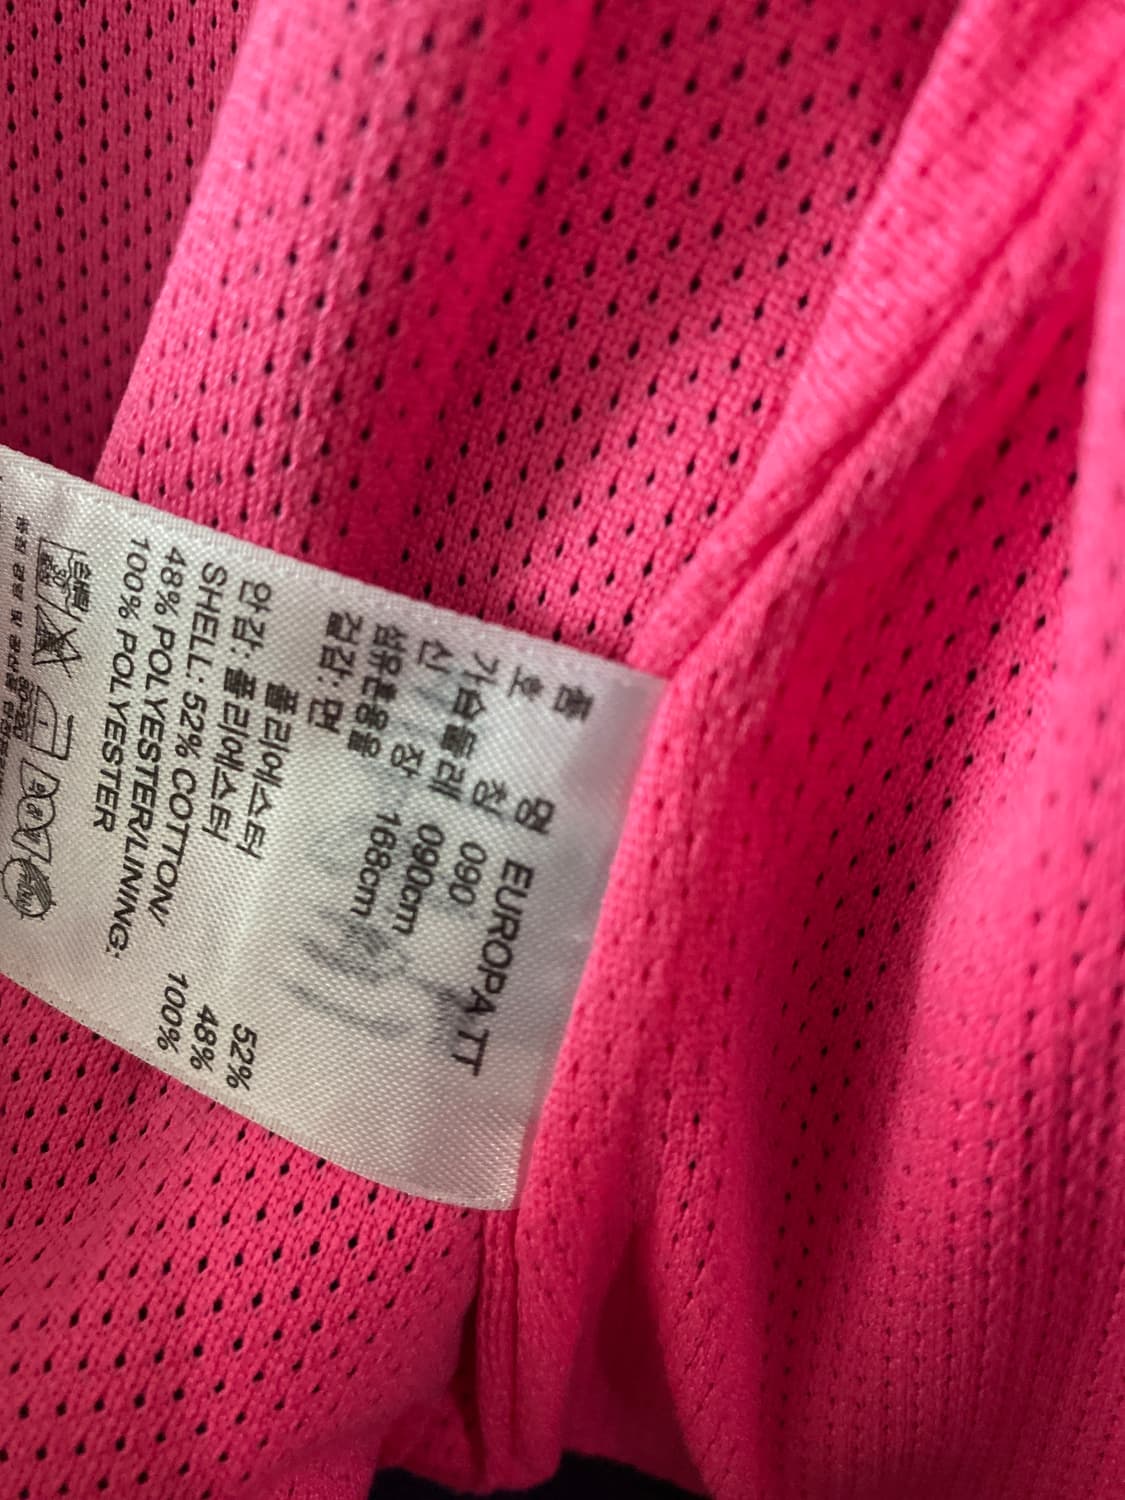 품 명 EUROPA TT
호 칭 090
가슴둘레 090cm
신 장 168cm
섬유혼용율
겉감: 면 52%
폴리에스터 48%
안감: 폴리에스터 100%
SHELL: 52% COTTON/
48% POLYESTER/LINING:
100% POLYESTER